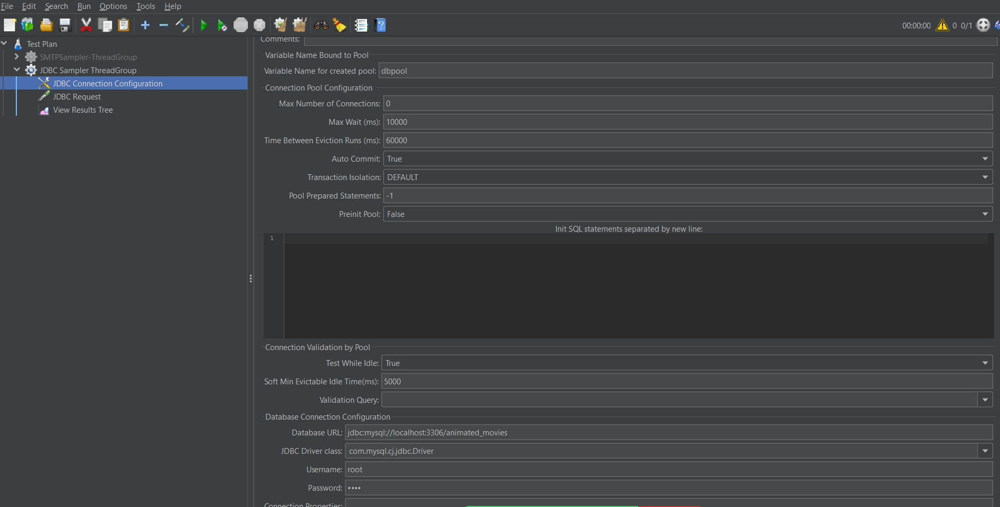 File Edit Search Run Options Tools Help
STOP
00:00:00 0 0/1
Test Plan
SMTPSampler-ThreadGroup
JDBC Sampler ThreadGroup
JDBC Connection Configuration
JDBC Request
View Results Tree
Comments:
Variable Name Bound to Pool
Variable Name for created pool: dbpool
Connection Pool Configuration
Max Number of Connections: 0
Max Wait (ms): 10000
Time Between Eviction Runs (ms): 60000
Auto Commit: True
Transaction Isolation: DEFAULT
Pool Prepared Statements: -1
Preinit Pool: False
Init SQL statements separated by new line:
1
Connection Validation by Pool
Test While Idle: True
Soft Min Evictable Idle Time(ms): 5000
Validation Query:
Database Connection Configuration
Database URL: jdbc:mysql://localhost:3306/animated_movies
JDBC Driver class: com.mysql.cj.jdbc.Driver
Username: root
Password: ••••
Connection Properties: